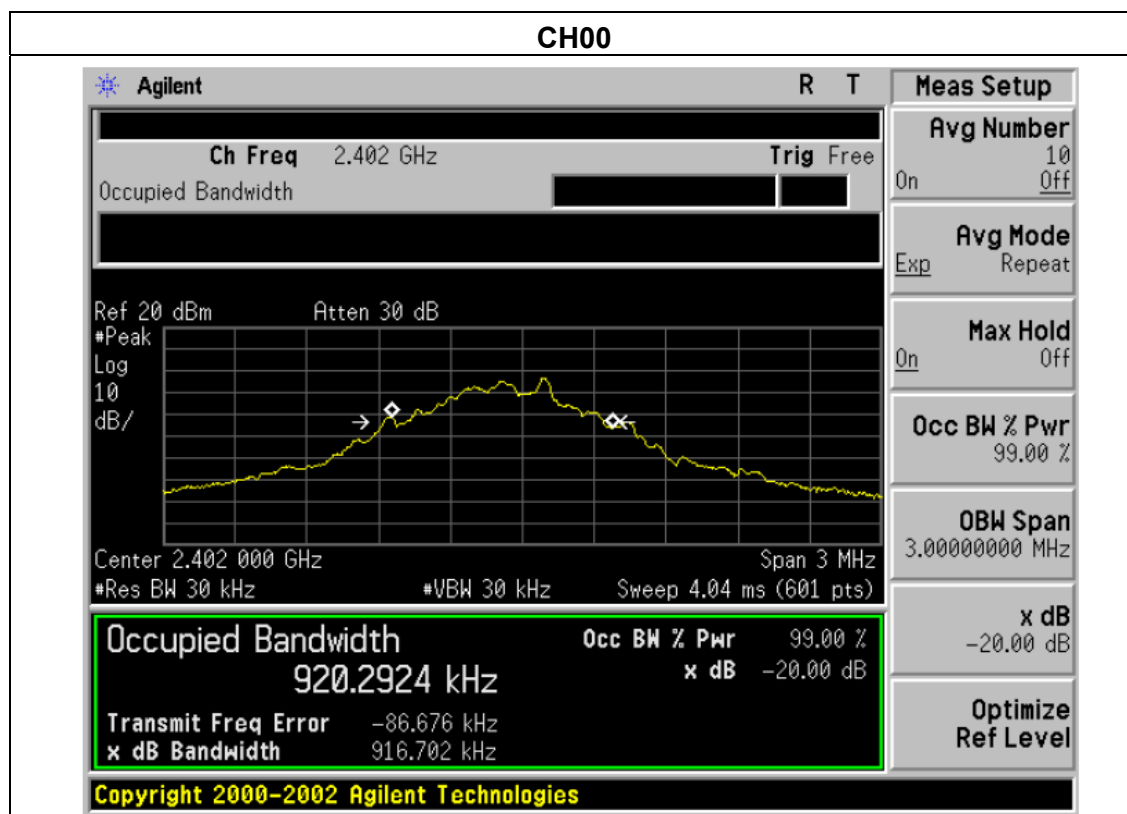 CH00
Agilent R T
Meas Setup
Ch Freq 2.402 GHz Trig Free
Occupied Bandwidth
Avg Number
10
On Off
Avg Mode
Exp Repeat
Max Hold
On Off
Occ BW % Pwr
99.00 %
OBW Span
3.00000000 MHz
x dB
-20.00 dB
Optimize
Ref Level
Ref 20 dBm Atten 30 dB
#Peak
Log
10
dB/
Center 2.402 000 GHz Span 3 MHz
#Res BW 30 kHz #VBW 30 kHz Sweep 4.04 ms (601 pts)
Occupied Bandwidth
920.2924 kHz
Occ BW % Pwr 99.00 %
x dB -20.00 dB
Transmit Freq Error -86.676 kHz
x dB Bandwidth 916.702 kHz
Copyright 2000-2002 Agilent Technologies